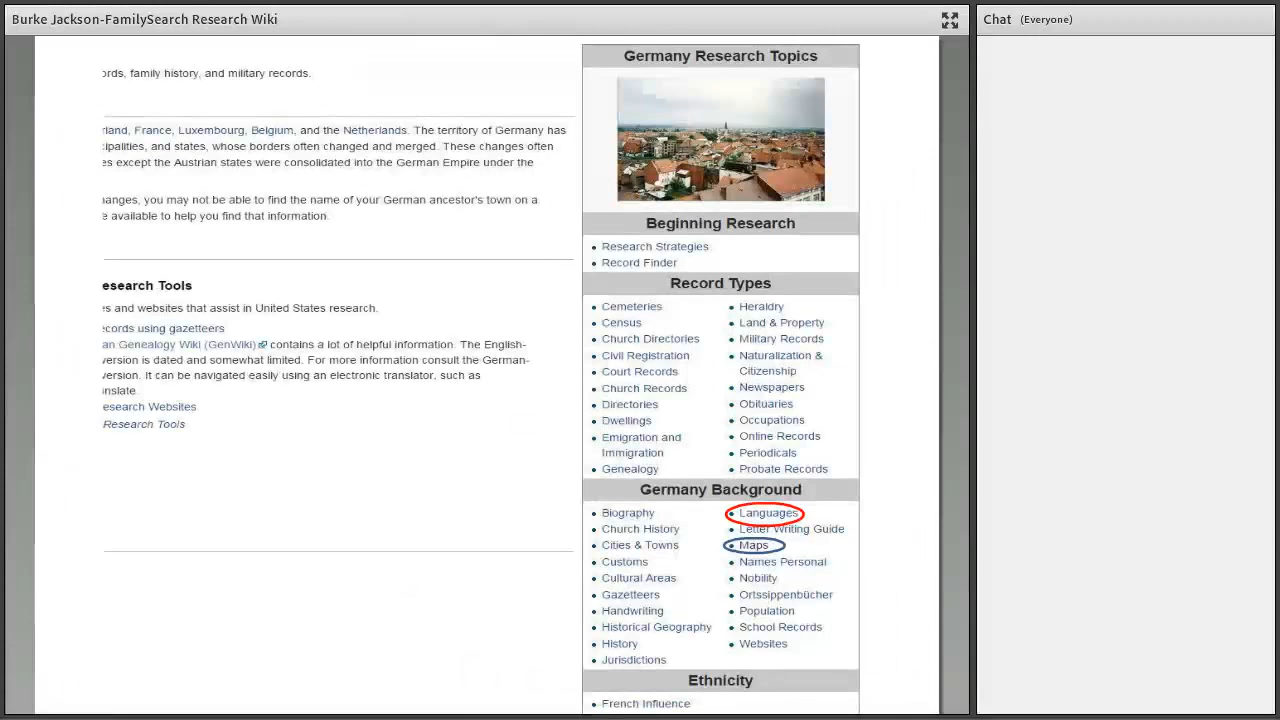 Burke Jackson-FamilySearch Research Wiki
Chat (Everyone)
ords, family history, and military records.
rland, France, Luxembourg, Belgium, and the Netherlands. The territory of Germany has
cipalities, and states, whose borders often changed and merged. These changes often
es except the Austrian states were consolidated into the German Empire under the
hanges, you may not be able to find the name of your German ancestor's town on a
e available to help you find that information.
esearch Tools
es and websites that assist in United States research.
ecords using gazetteers
an Genealogy Wiki (GenWiki) contains a lot of helpful information. The English-
version is dated and somewhat limited. For more information consult the German-
version. It can be navigated easily using an electronic translator, such as
anslate.
esearch Websites
Research Tools
Germany Research Topics
Beginning Research
Research Strategies
Record Finder
Record Types
Cemeteries
Census
Church Directories
Civil Registration
Court Records
Church Records
Directories
Dwellings
Emigration and
Immigration
Genealogy
Heraldry
Land & Property
Military Records
Naturalization &
Citizenship
Newspapers
Obituaries
Occupations
Online Records
Periodicals
Probate Records
Germany Background
Biography
Church History
Cities & Towns
Customs
Cultural Areas
Gazetteers
Handwriting
Historical Geography
History
Jurisdictions
Languages
Letter Writing Guide
Maps
Names Personal
Nobility
Ortssippenbücher
Population
School Records
Websites
Ethnicity
French Influence